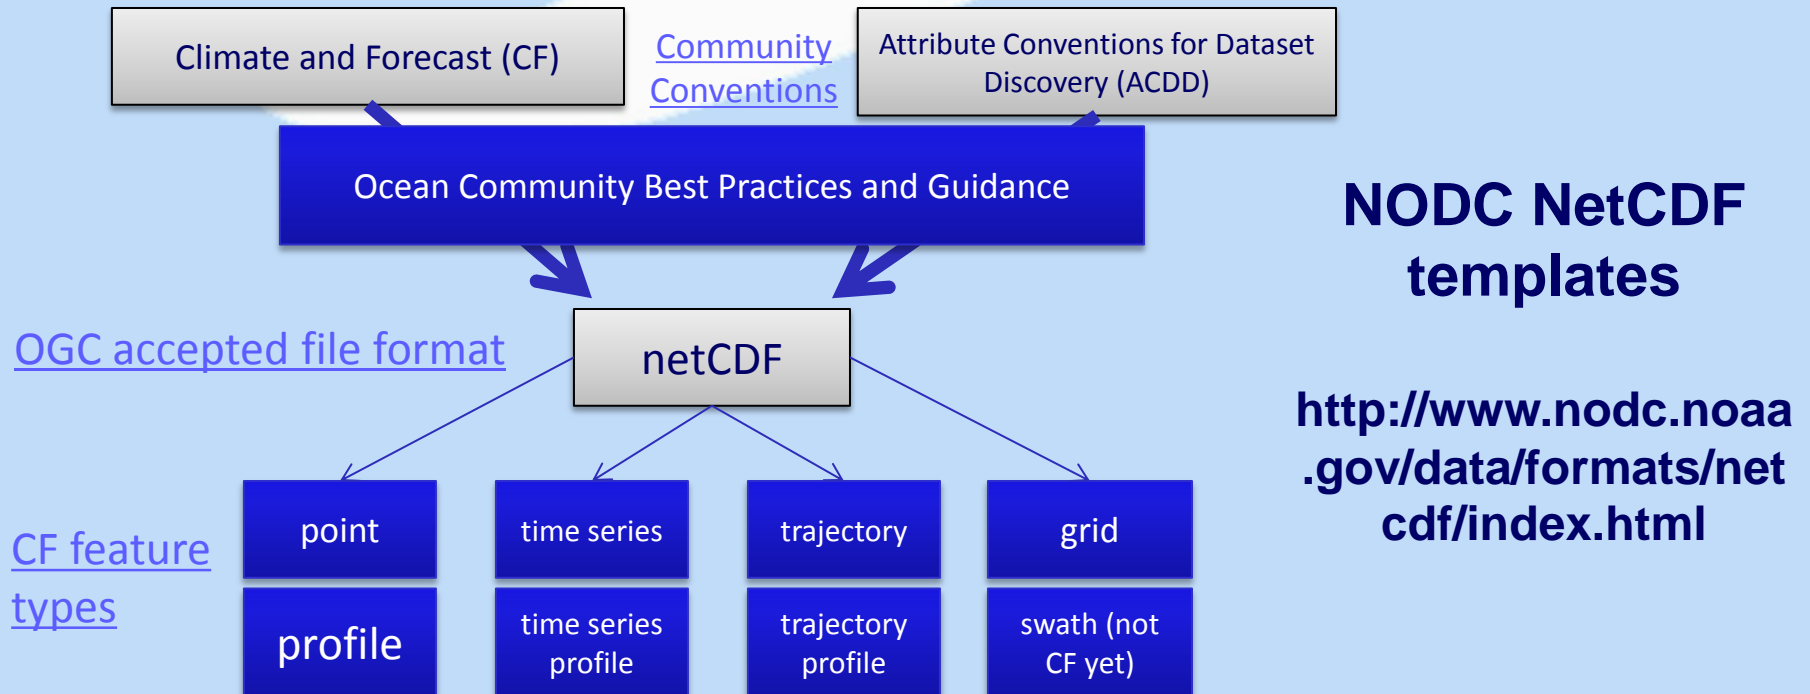 Climate and Forecast (CF)
Community
Conventions
Attribute Conventions for Dataset
Discovery (ACDD)
Ocean Community Best Practices and Guidance
NODC NetCDF
templates
OGC accepted file format
netCDF
http://www.nodc.noaa
.gov/data/formats/net
cdf/index.html
CF feature
types
point
time series
trajectory
grid
profile
time series
profile
trajectory
profile
swath (not
CF yet)